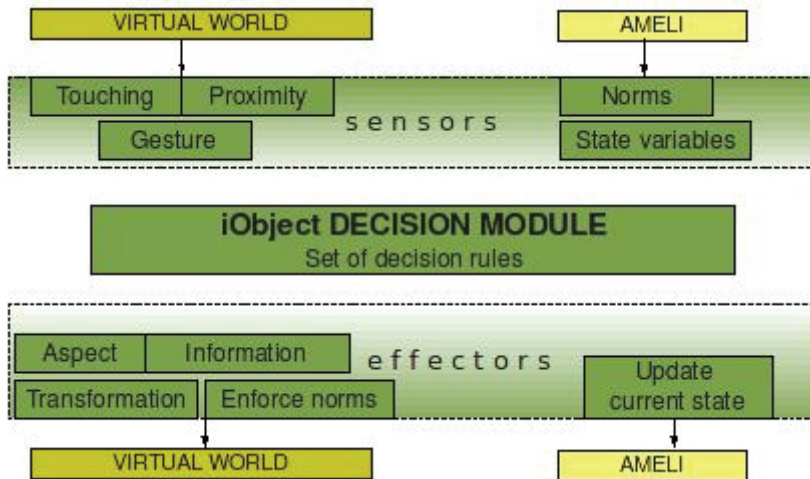 VIRTUAL WORLD
AMELI
Touching
Proximity
Norms
sensors
Gesture
State variables
iObject DECISION MODULE
Set of decision rules
Aspect
Information
effectors
Update
current state
Transformation
Enforce norms
VIRTUAL WORLD
AMELI